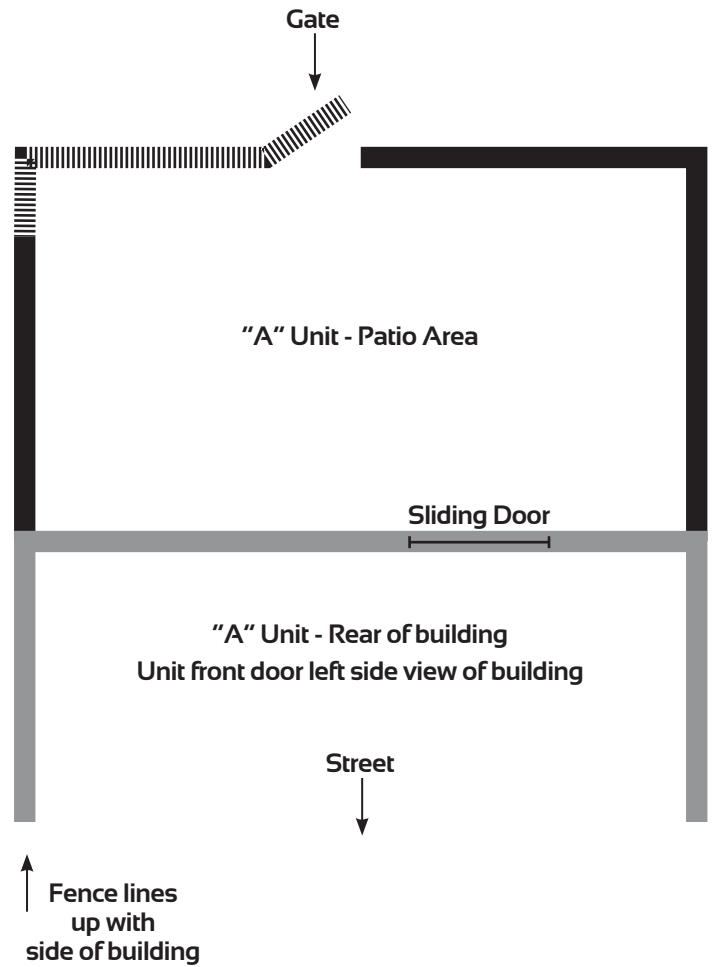 Gate
"A" Unit - Patio Area
Sliding Door
"A" Unit - Rear of building
Unit front door left side view of building
Street
Fence lines
up with
side of building